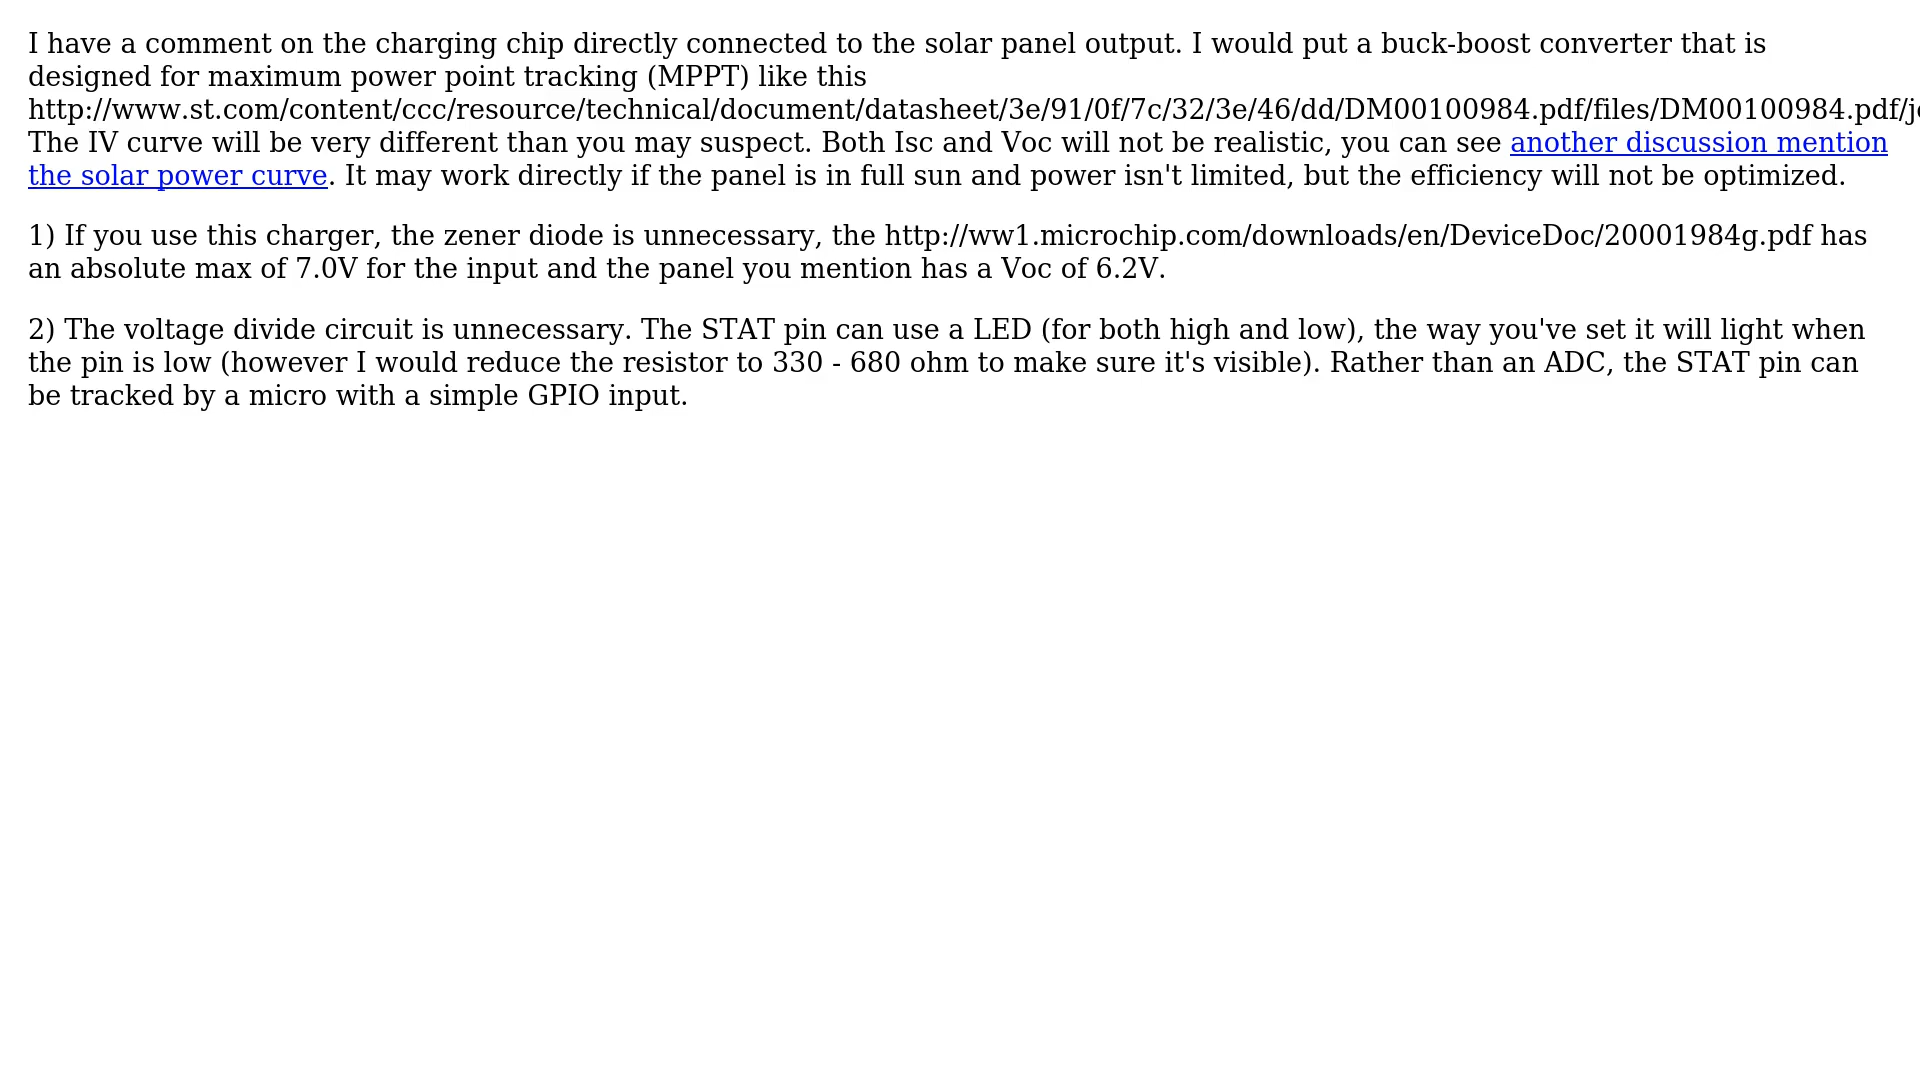 I have a comment on the charging chip directly connected to the solar panel output. I would put a buck-boost converter that is
designed for maximum power point tracking (MPPT) like this
http://www.st.com/content/ccc/resource/technical/document/datasheet/3e/91/0f/7c/32/3e/46/dd/DM00100984.pdf/files/DM00100984.pdf/j
The IV curve will be very different than you may suspect. Both Isc and Voc will not be realistic, you can see another discussion mention
the solar power curve. It may work directly if the panel is in full sun and power isn't limited, but the efficiency will not be optimized.
1) If you use this charger, the zener diode is unnecessary, the http://ww1.microchip.com/downloads/en/DeviceDoc/20001984g.pdf has
an absolute max of 7.0V for the input and the panel you mention has a Voc of 6.2V.
2) The voltage divide circuit is unnecessary. The STAT pin can use a LED (for both high and low), the way you've set it will light when
the pin is low (however I would reduce the resistor to 330 - 680 ohm to make sure it's visible). Rather than an ADC, the STAT pin can
be tracked by a micro with a simple GPIO input.